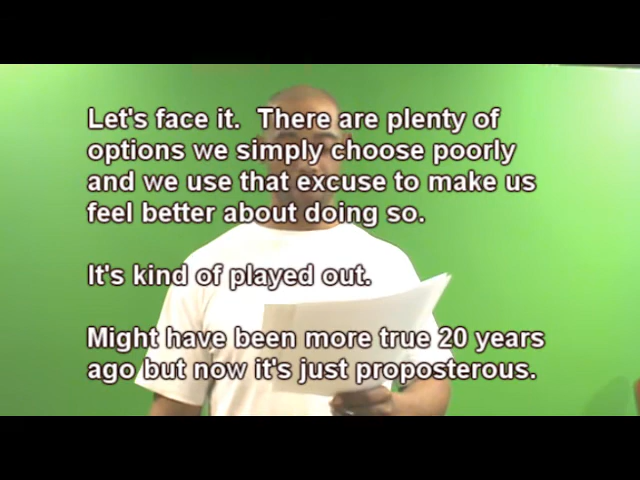 Let's face it.  There are plenty of
options we simply choose poorly
and we use that excuse to make us
feel better about doing so.
It's kind of played out.
Might have been more true 20 years
ago but now it's just proposterous.